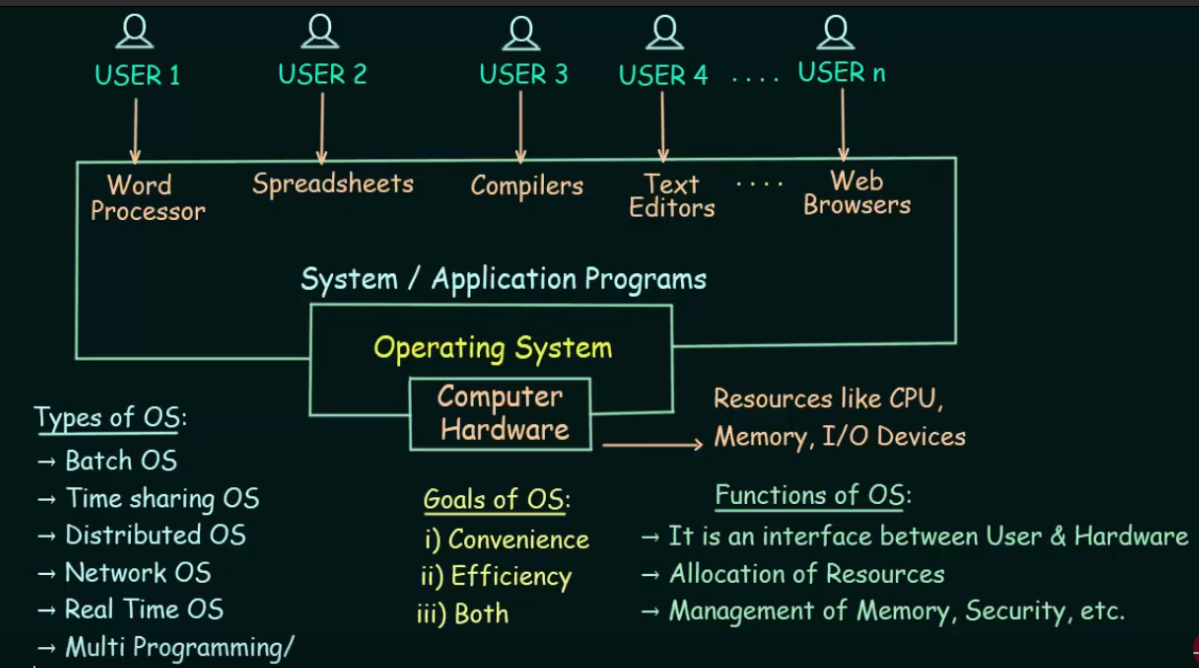 USER 1
USER 2
USER 3
USER 4
....
USER n
Word
Processor
Spreadsheets
Compilers
Text
Editors
....
Web
Browsers
System / Application Programs
Operating System
Computer
Hardware
Resources like CPU,
Memory, I/O Devices
Types of OS:
→ Batch OS
→ Time sharing OS
→ Distributed OS
→ Network OS
→ Real Time OS
→ Multi Programming/
Goals of OS:
i) Convenience
ii) Efficiency
iii) Both
Functions of OS:
→ It is an interface between User & Hardware
→ Allocation of Resources
→ Management of Memory, Security, etc.